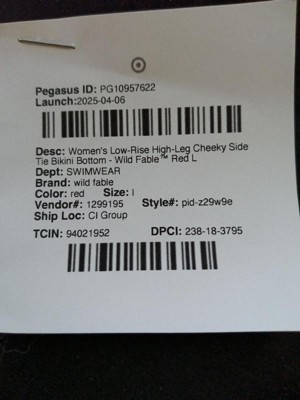 Pegasus ID: PG10957622
Launch:2025-04-06
Desc: Women's Low-Rise High-Leg Cheeky Side
Tie Bikini Bottom - Wild Fable™ Red L
Dept: SWIMWEAR
Brand: wild fable
Color: red Size: l
Vendor#: 1299195 Style#: pid-z29w9e
Ship Loc: CI Group
TCIN: 94021952 DPCI: 238-18-3795